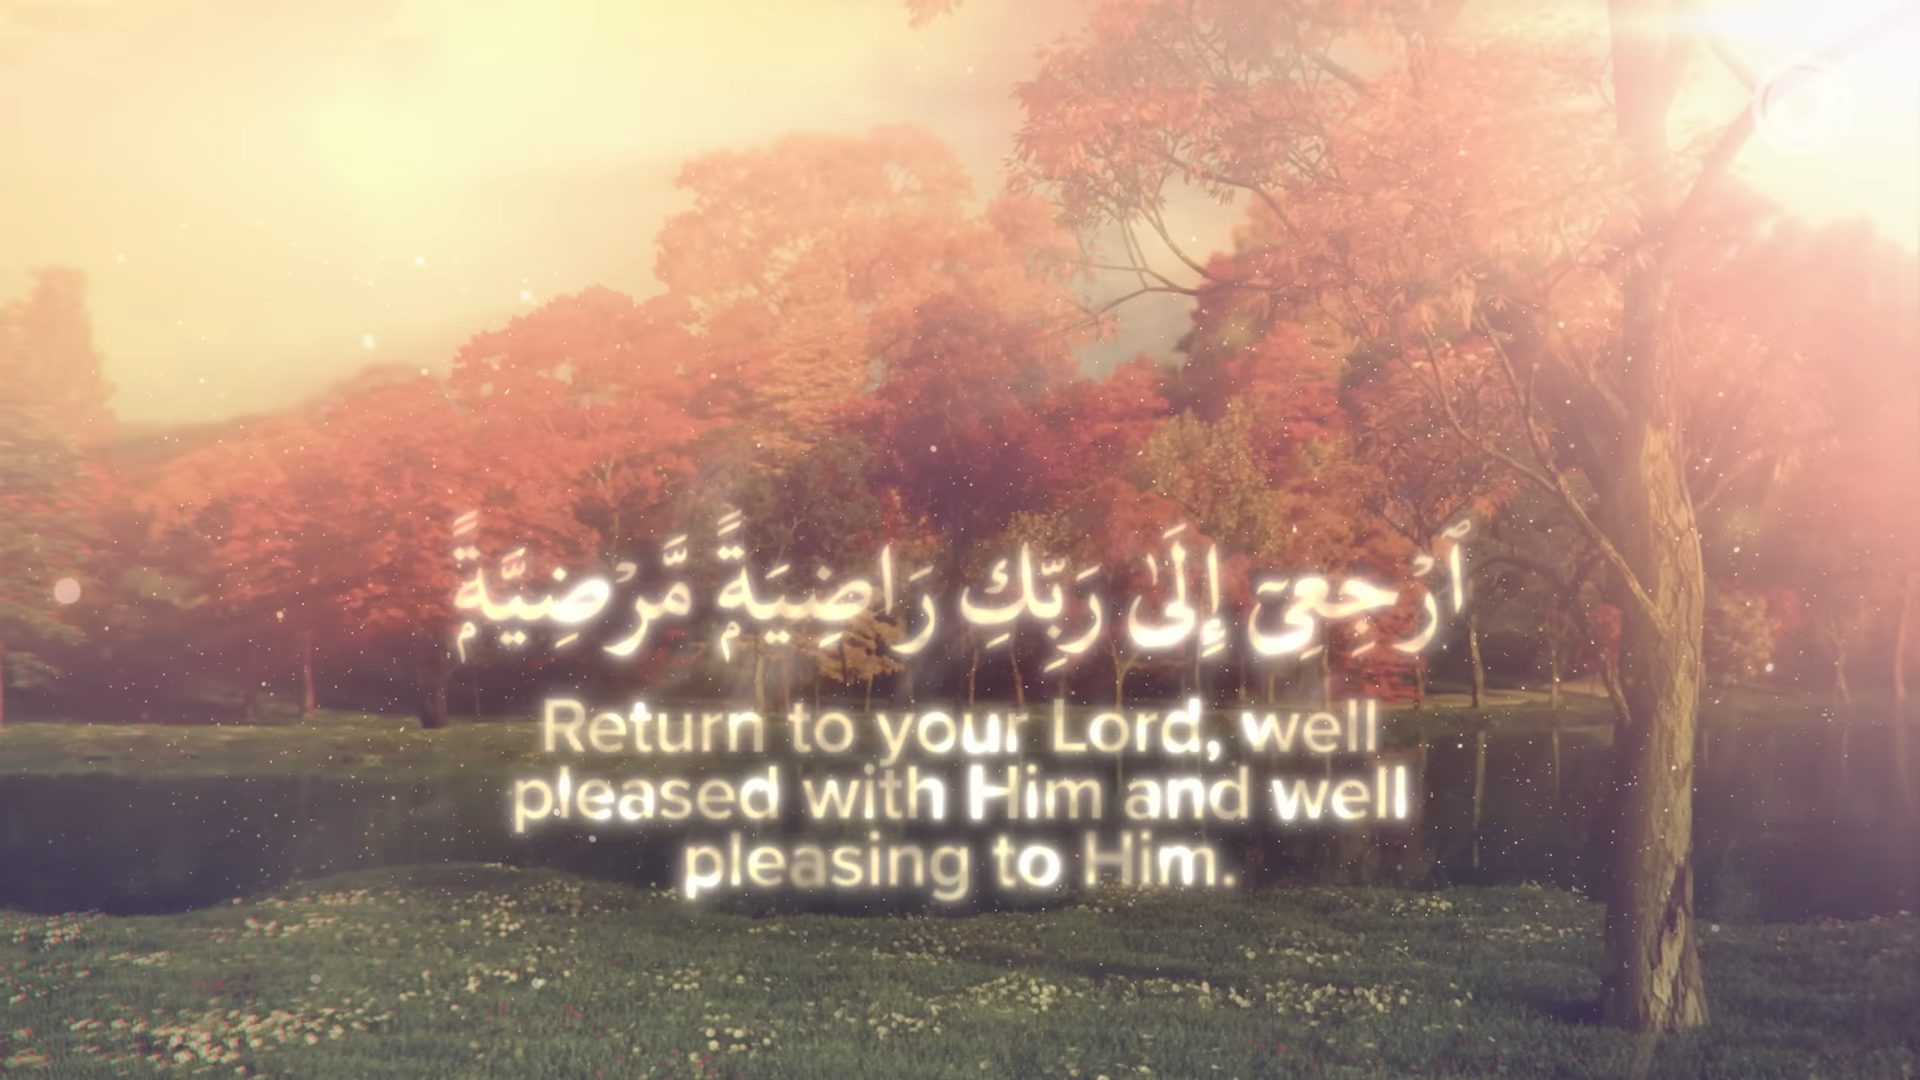 ٱرْجِعِىٓ إِلَىٰ رَبِّكِ رَاضِيَةً مَّرْضِيَّةً
Return to your Lord, well
pleased with Him and well
pleasing to Him.